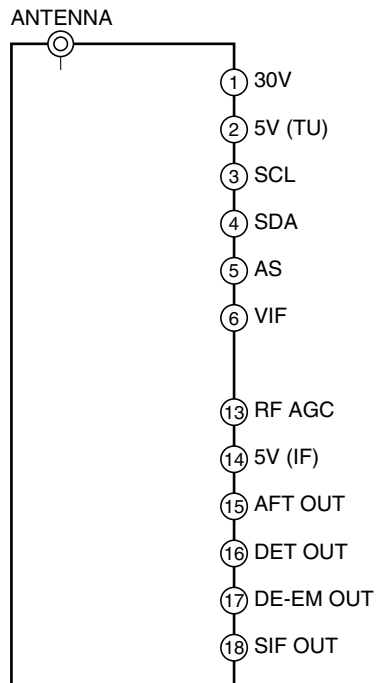 ANTENNA
1 30V
2 5V (TU)
3 SCL
4 SDA
5 AS
6 VIF
13 RF AGC
14 5V (IF)
15 AFT OUT
16 DET OUT
17 DE-EM OUT
18 SIF OUT